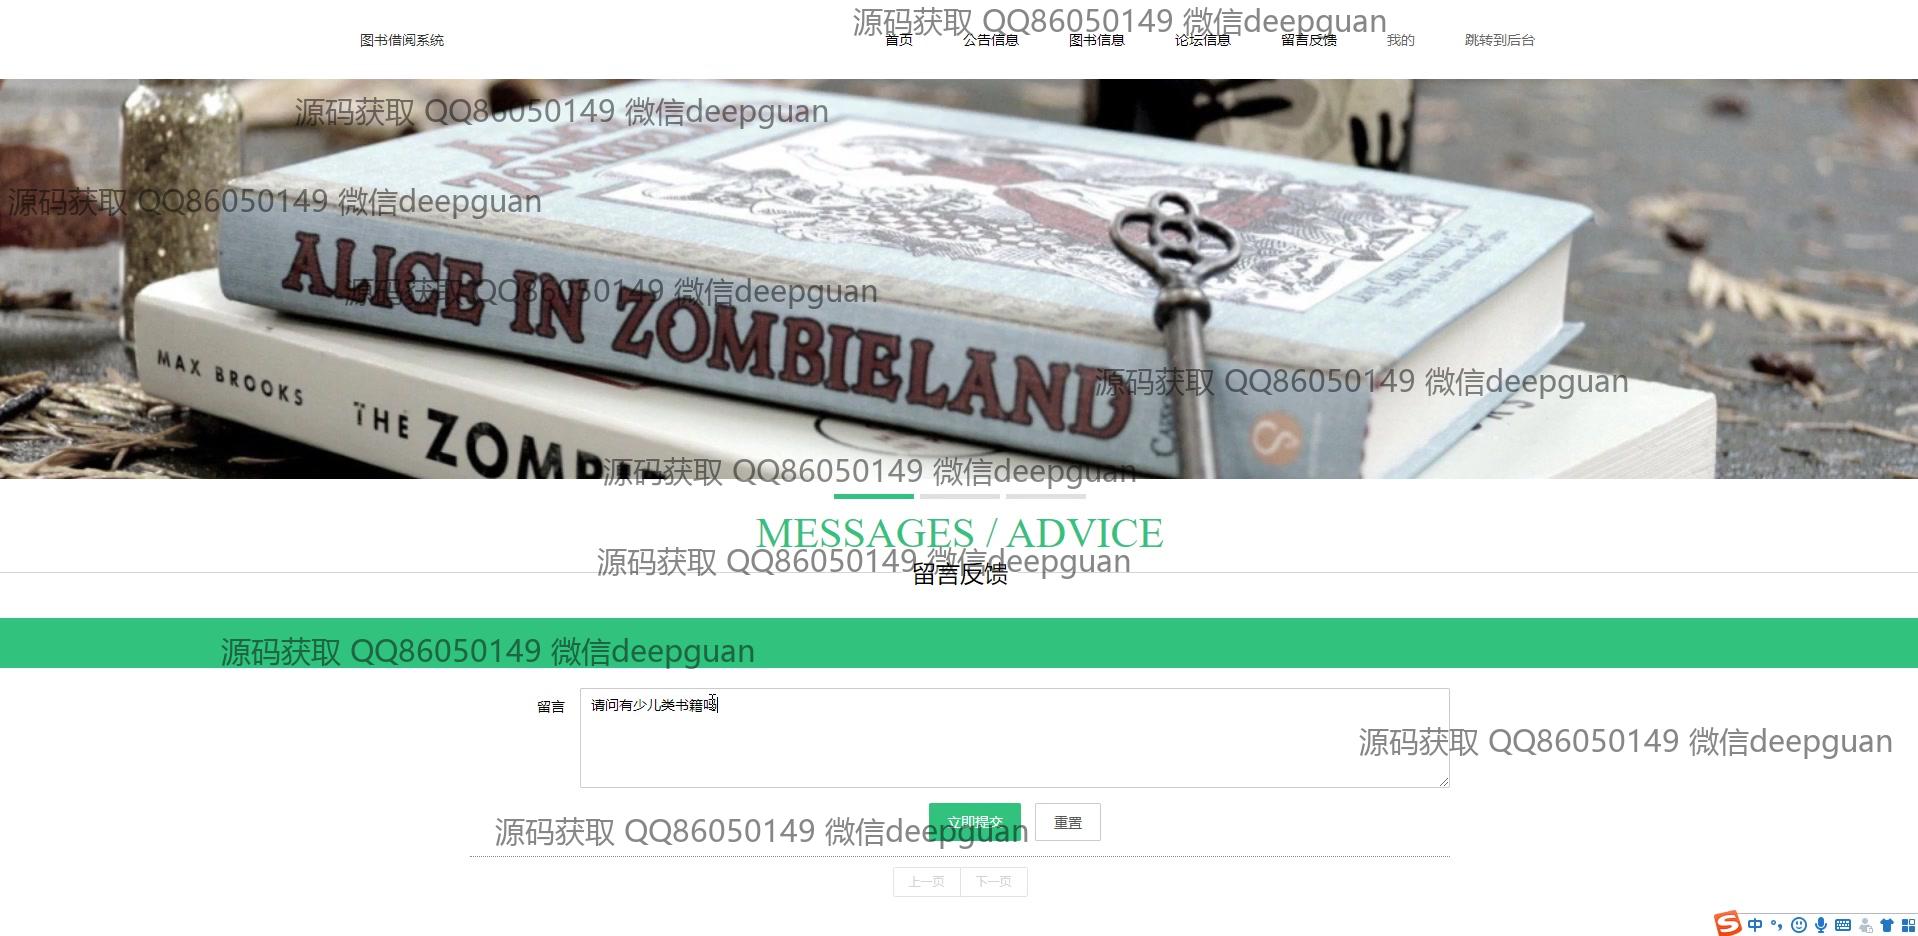 源码获取 QQ86050149 微信deepguan
图书借阅系统
首页
公告信息
图书信息
论坛信息
留言反馈
我的
跳转到后台
源码获取 QQ86050149 微信deepguan
源码获取 QQ86050149 微信deepguan
ALICE IN ZOMBIELAND
源码获取 QQ86050149 微信deepguan
MAX BROOKS
THE ZOMB
源码获取 QQ86050149 微信deepguan
源码获取 QQ86050149 微信deepguan
MESSAGES / ADVICE
源码获取 QQ86050149 微信deepguan
留言反馈
源码获取 QQ86050149 微信deepguan
留言
请问有少儿类书籍吗
源码获取 QQ86050149 微信deepguan
立即提交
重置
源码获取 QQ86050149 微信deepguan
上一页
下一页
中